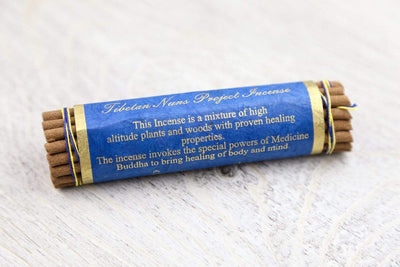 Tibetan Nuns Project Incense
This Incense is a mixture of high
altitude plants and woods with proven healing
properties.
The incense invokes the special powers of Medicine
Buddha to bring healing of body and mind.